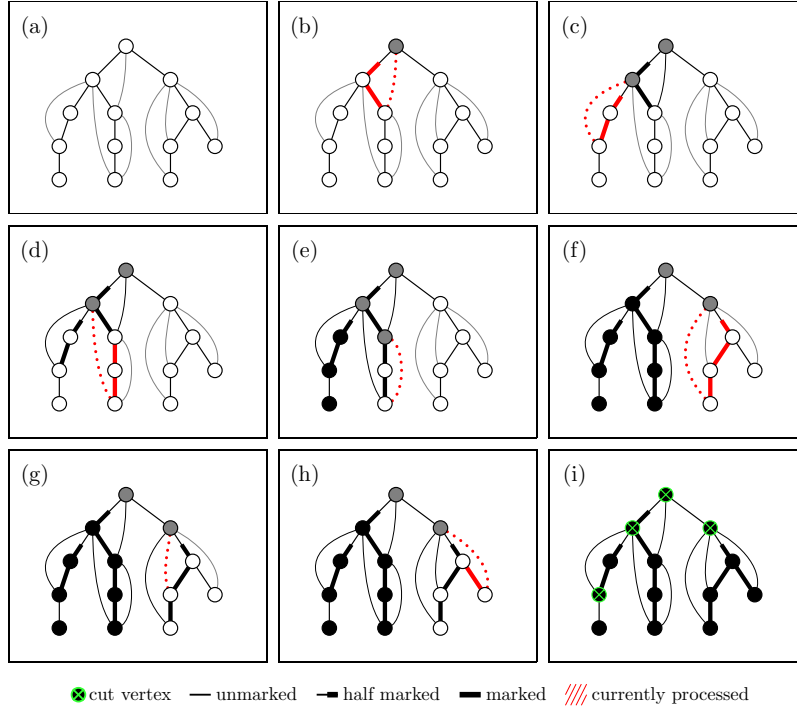 (a) (b) (c)
(d) (e) (f)
(g) (h) (i)
cut vertex unmarked half marked marked currently processed